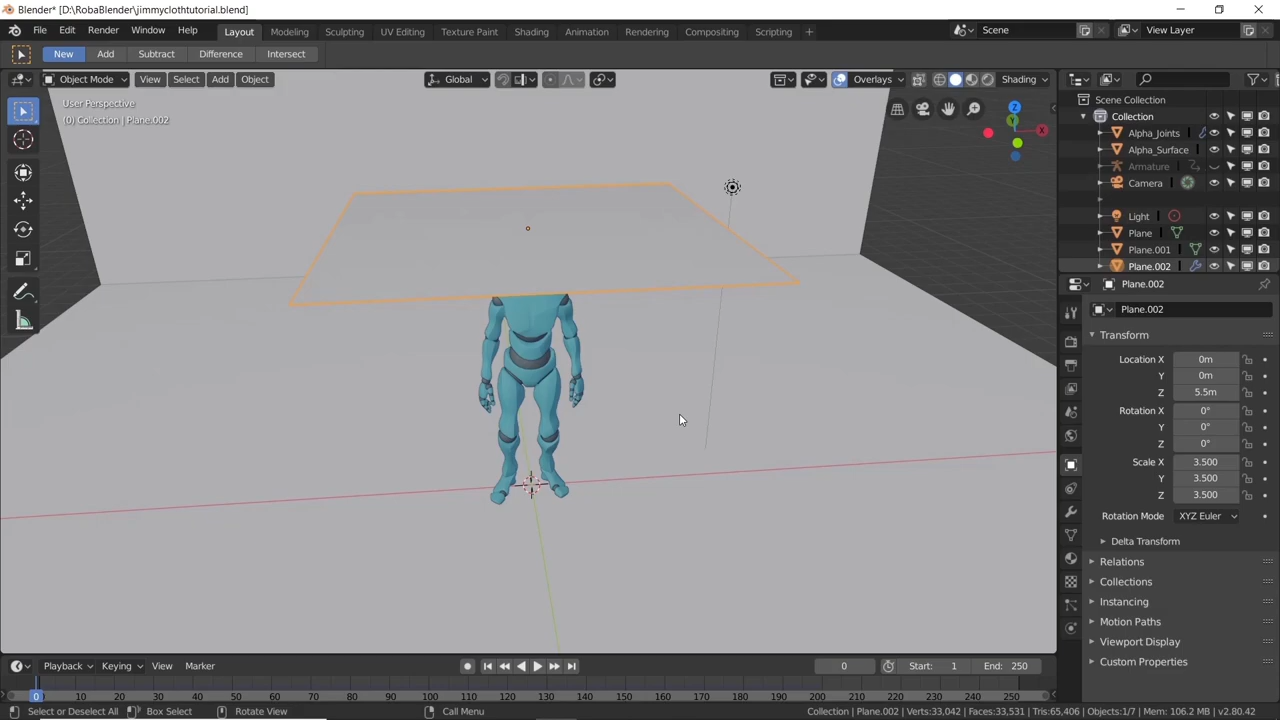 Blender* [D:\RobaBlender\jimmyclothtutorial.blend]
File Edit Render Window Help Layout Modeling Sculpting UV Editing Texture Paint Shading Animation Rendering Compositing Scripting + Scene View Layer
New Add Subtract Difference Intersect
Object Mode View Select Add Object Global Overlays Shading
User Perspective
(0) Collection | Plane.002
Z
Y
X
Scene Collection
Collection
Alpha_Joints
Alpha_Surface
Armature
Camera
Light
Plane
Plane.001
Plane.002
Plane.002
Plane.002
Transform
Location X 0m
Y 0m
Z 5.5m
Rotation X 0°
Y 0°
Z 0°
Scale X 3.500
Y 3.500
Z 3.500
Rotation Mode XYZ Euler
Delta Transform
Relations
Collections
Instancing
Motion Paths
Viewport Display
Custom Properties
Playback Keying View Marker 0 Start: 1 End: 250
0 10 20 30 40 50 60 70 80 90 100 110 120 130 140 150 160 170 180 190 200 210 220 230 240 250
Select or Deselect All Box Select Rotate View Call Menu Collection | Plane.002 | Verts:33,042 | Faces:33,531 | Tris:65,406 | Objects:1/7 | Mem: 106.2 MB | v2.80.42